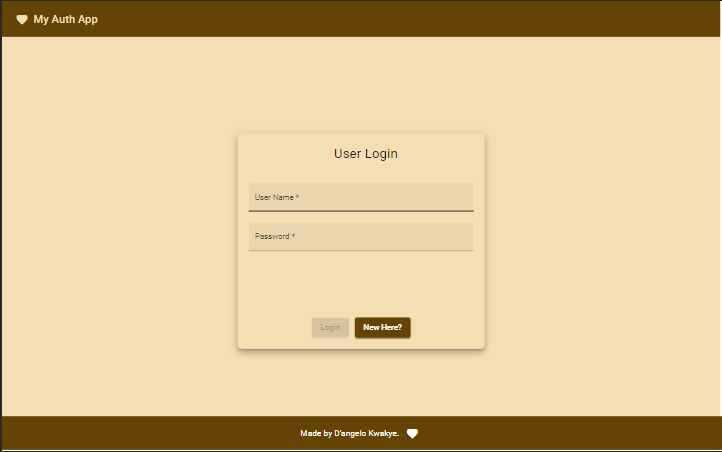 My Auth App
User Login
User Name *
Password *
Login New Here?
Made by D'angelo Kwakye.